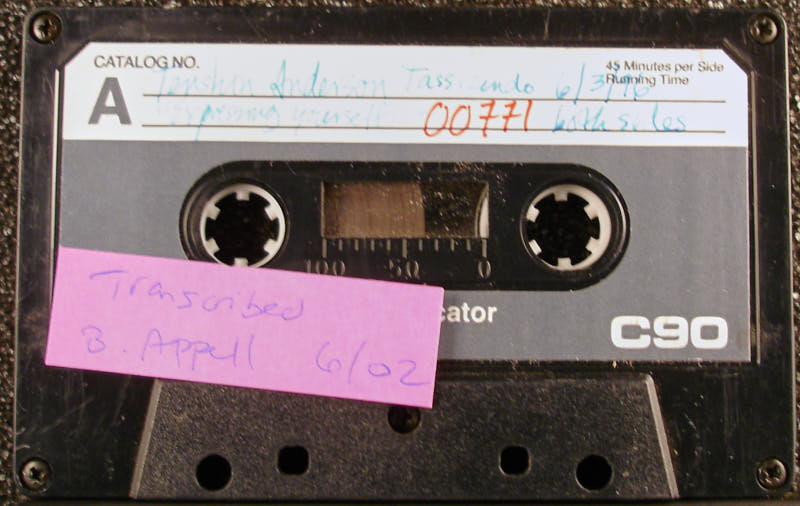 CATALOG NO.
45 Minutes per Side
Running Time
A
Tenshin Anderson Tassajara 6/3/76
Expressing yourself 00771 both sides
100 50 0
cator
C90
Transcribed
B. Appell 6/02